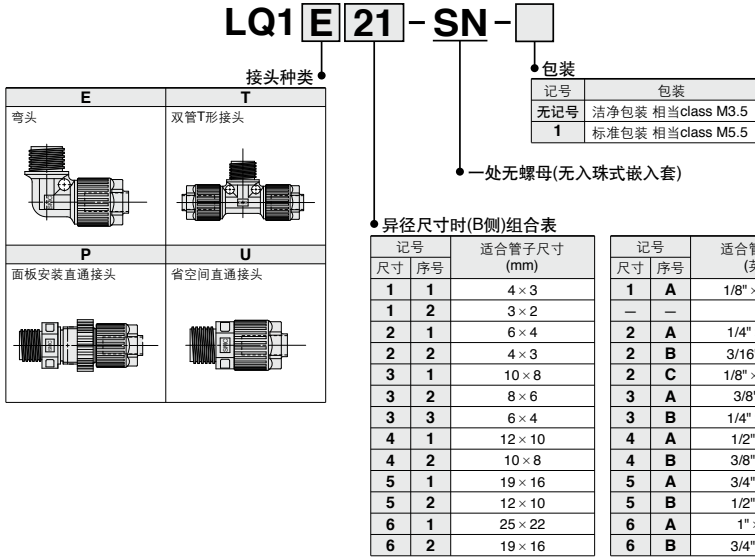 LQ1 E 21 - SN -
接头种类
E T
弯头 双管T形接头
P U
面板安装直通接头 省空间直通接头
包装
记号 包装
无记号 洁净包装 相当class M3.5
1 标准包装 相当class M5.5
一处无螺母(无入珠式嵌入套)
异径尺寸时(B侧)组合表
记号 适合管子尺寸
尺寸 序号 (mm)
1 1 4×3
1 2 3×2
2 1 6×4
2 2 4×3
3 1 10×8
3 2 8×6
3 3 6×4
4 1 12×10
4 2 10×8
5 1 19×16
5 2 12×10
6 1 25×22
6 2 19×16
记号 适合
尺寸 序号
1 A 1/8"×
– –
2 A 1/4"
2 B 3/16
2 C 1/8"×
3 A 3/8"
3 B 1/4"
4 A 1/2"
4 B 3/8"
5 A 3/4"
5 B 1/2"
6 A 1"×
6 B 3/4"